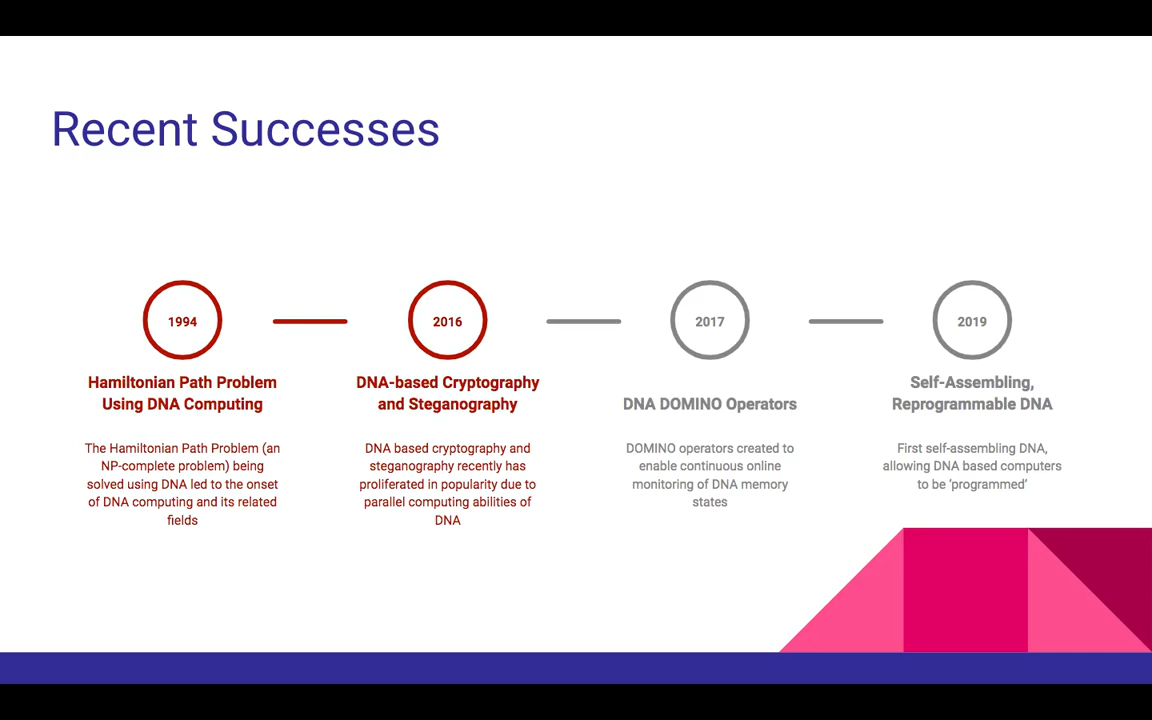 Recent Successes
1994
Hamiltonian Path Problem
Using DNA Computing
The Hamiltonian Path Problem (an
NP-complete problem) being
solved using DNA led to the onset
of DNA computing and its related
fields
2016
DNA-based Cryptography
and Steganography
DNA based cryptography and
steganography recently has
proliferated in popularity due to
parallel computing abilities of
DNA
2017
DNA DOMINO Operators
DOMINO operators created to
enable continuous online
monitoring of DNA memory
states
2019
Self-Assembling,
Reprogrammable DNA
First self-assembling DNA,
allowing DNA based computers
to be ‘programmed’